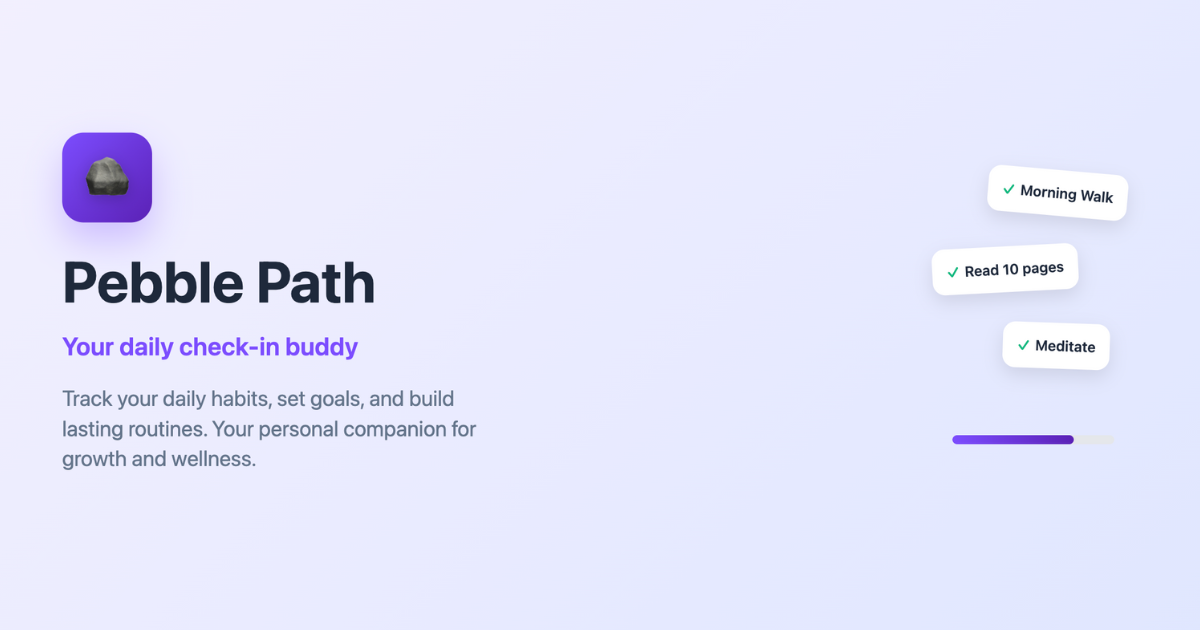 Pebble Path
Your daily check-in buddy
Track your daily habits, set goals, and build
lasting routines. Your personal companion for
growth and wellness.
Morning Walk
Read 10 pages
Meditate